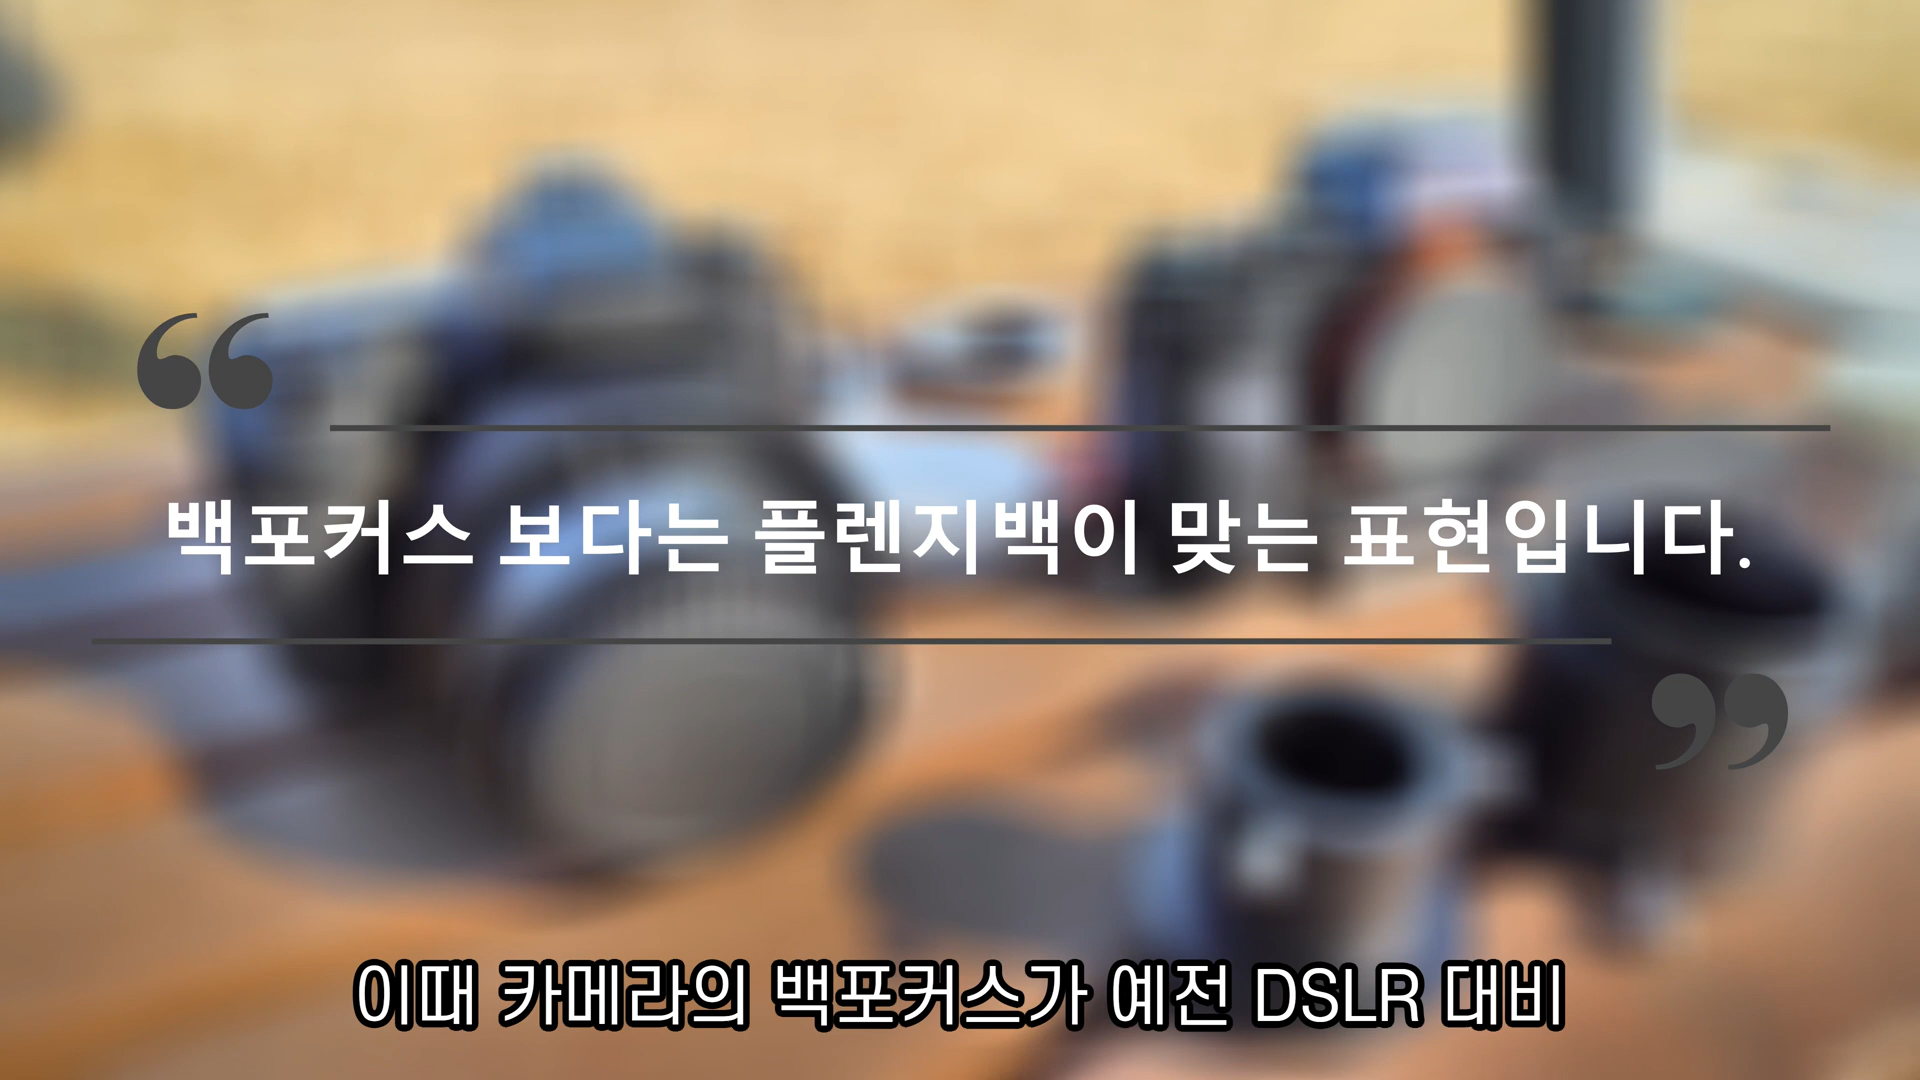 “
백포커스 보다는 플렌지백이 맞는 표현입니다.
”
이때 카메라의 백포커스가 예전 DSLR 대비